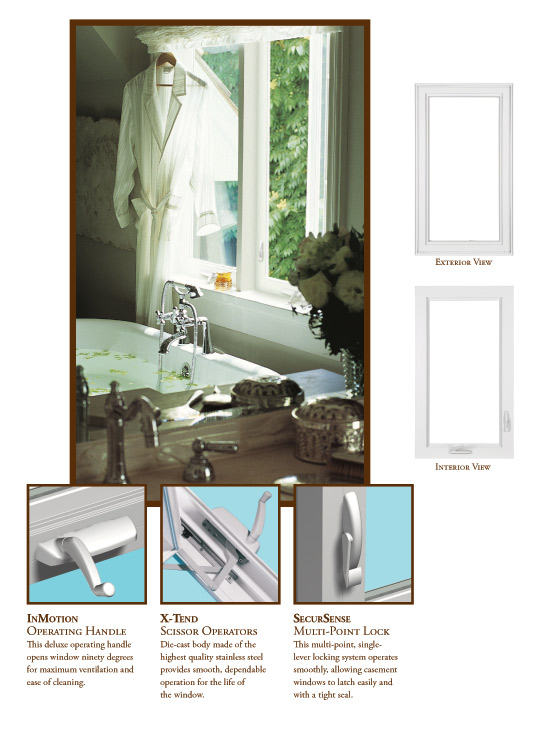 Exterior View
Interior View
InMotion
Operating Handle
This deluxe operating handle
opens window ninety degrees
for maximum ventilation and
ease of cleaning.
X-Tend
Scissor Operators
Die-cast body made of the
highest quality stainless steel
provides smooth, dependable
operation for the life of
the window.
SecurSense
Multi-Point Lock
This multi-point, single-
lever locking system operates
smoothly, allowing casement
windows to latch easily and
with a tight seal.